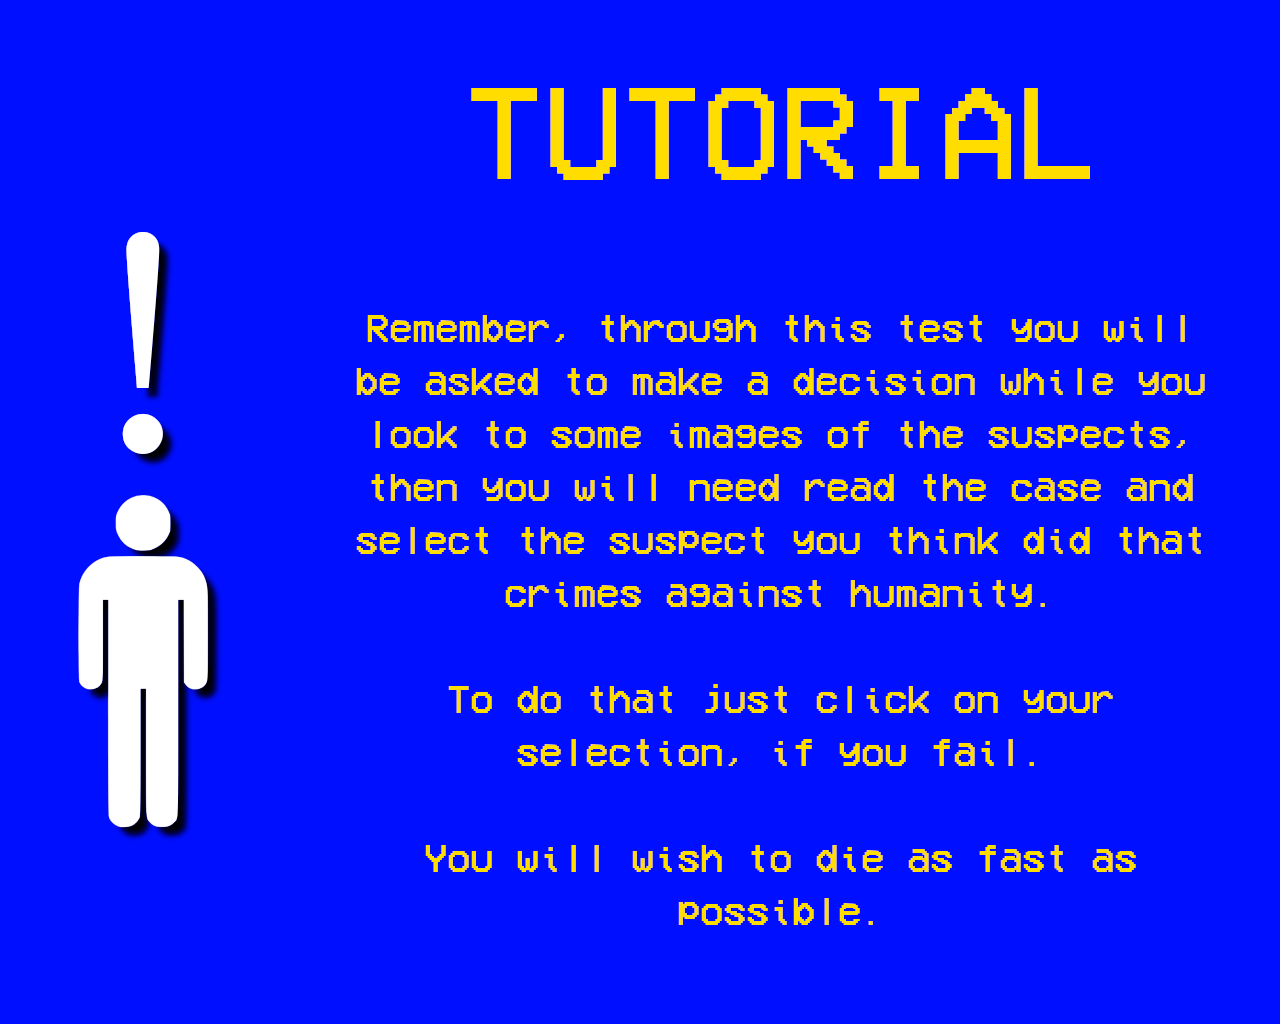 TUTORIAL
Remember, through this test you will
be asked to make a decision while you
look to some images of the suspects,
then you will need read the case and
select the suspect you think did that
crimes against humanity.
To do that just click on your
selection, if you fail.
You will wish to die as fast as
possible.